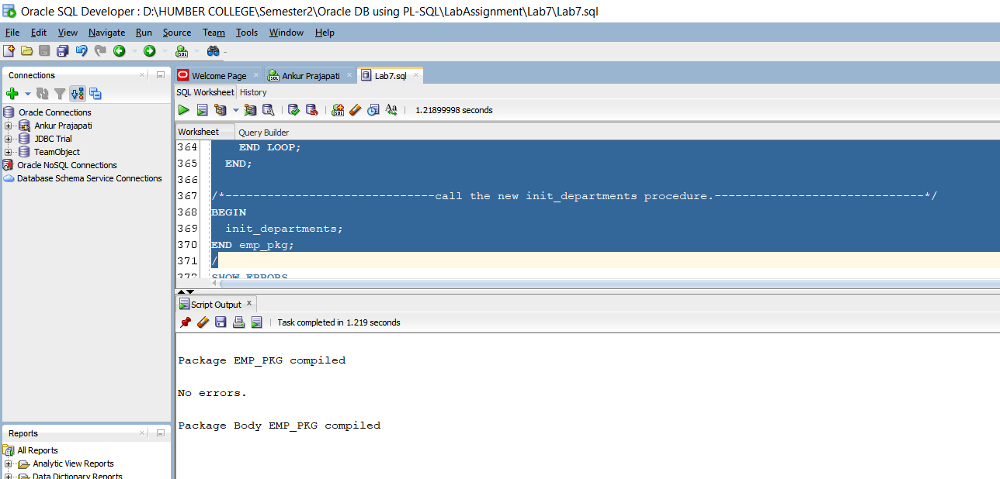 Oracle SQL Developer : D:\HUMBER COLLEGE\Semester2\Oracle DB using PL-SQL\LabAssignment\Lab7\Lab7.sql
File Edit View Navigate Run Source Team Tools Window Help
Connections
Oracle Connections
Ankur Prajapati
JDBC Trial
TeamObject
Oracle NoSQL Connections
Database Schema Service Connections
Reports
All Reports
Analytic View Reports
Data Dictionary Reports
Welcome Page Ankur Prajapati Lab7.sql
SQL Worksheet History
1.21899998 seconds
Worksheet Query Builder
364 END LOOP;
365 END;
366
367 /*------------------------------call the new init_departments procedure.------------------------------*/
368 BEGIN
369 init_departments;
370 END emp_pkg;
371 /
372 SHOW ERRORS
Script Output
Task completed in 1.219 seconds
Package EMP_PKG compiled
No errors.
Package Body EMP_PKG compiled